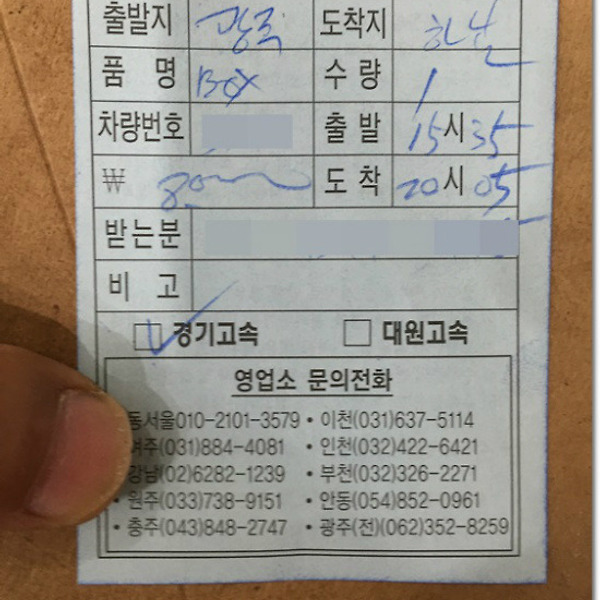 출발지 광주 도착지 하남
품 명 BOX 수 량 1
차량번호 출 발 15시 35
₩ 도 착 20시 05
받는분
비 고
경기고속 대원고속
영업소 문의전화
동서울010-2101-3579 • 이천(031)637-5114
여주(031)884-4081 • 인천(032)422-6421
강남(02)6282-1239 • 부천(032)326-2271
• 원주(033)738-9151 • 안동(054)852-0961
• 충주(043)848-2747 • 광주(전)(062)352-8259